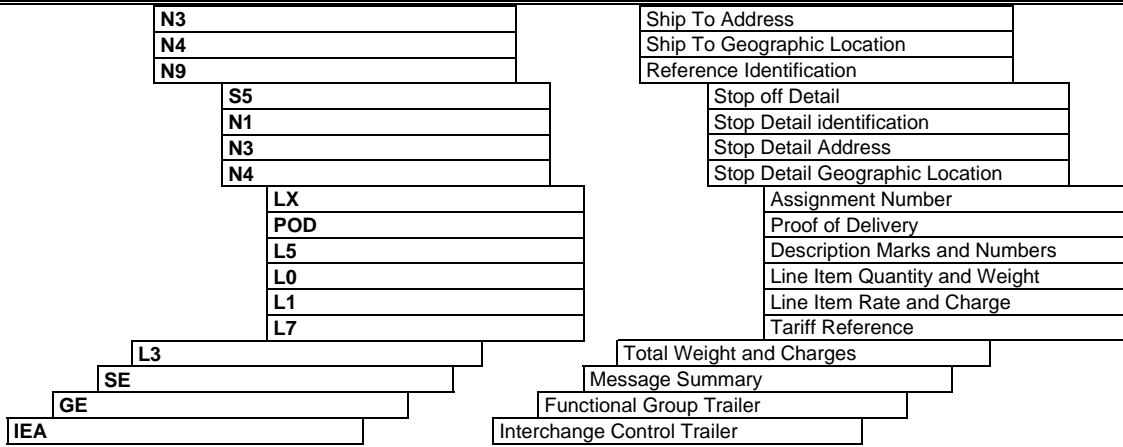 N3 Ship To Address
N4 Ship To Geographic Location
N9 Reference Identification
S5 Stop off Detail
N1 Stop Detail identification
N3 Stop Detail Address
N4 Stop Detail Geographic Location
LX Assignment Number
POD Proof of Delivery
L5 Description Marks and Numbers
L0 Line Item Quantity and Weight
L1 Line Item Rate and Charge
L7 Tariff Reference
L3 Total Weight and Charges
SE Message Summary
GE Functional Group Trailer
IEA Interchange Control Trailer